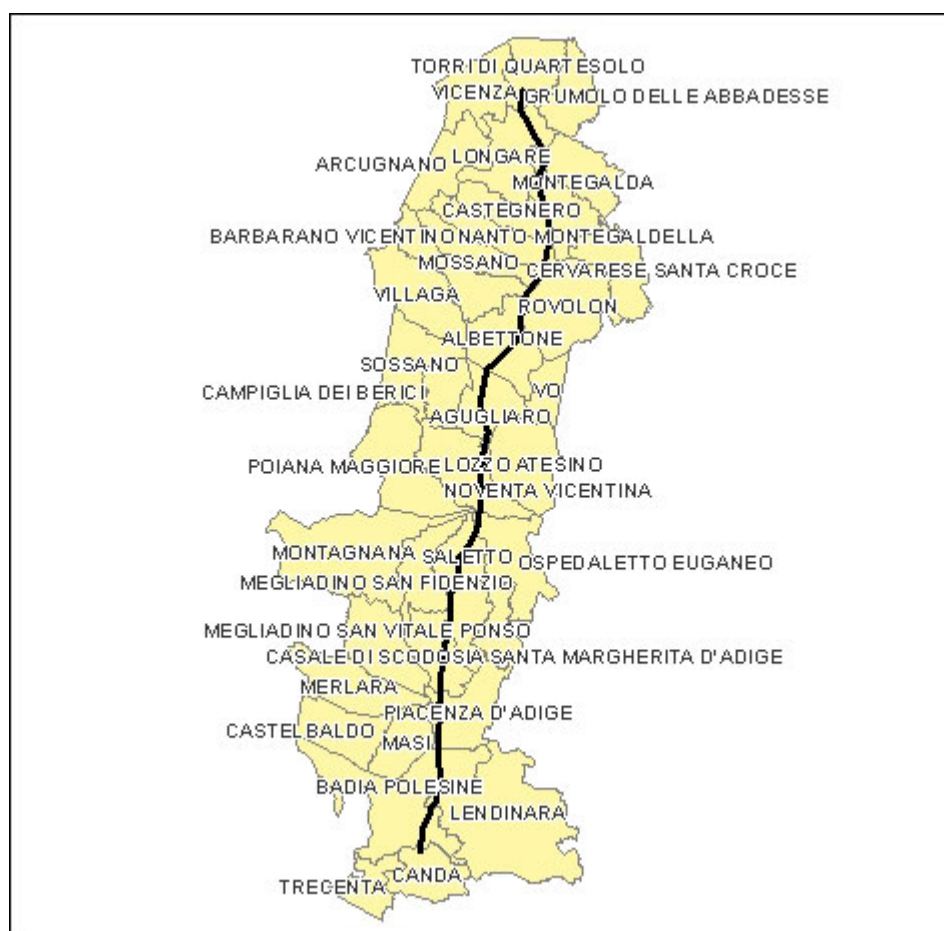 TORRI DI QUARTESOLO
VICENZA
GRUMOLO DELLE ABBADESSE
LONGARE
ARCUGNANO
MONTEGALDA
CASTEGNERO
BARBARANO VICENTINO NANTO MONTEGALDELLA
MOSSANO
CERVARESE SANTA CROCE
VILLAGA
ROVOLON
ALBETTONE
SOSSANO
CAMPIGLIA DEI BERICI
VO
AGUGLIARO
POIANA MAGGIORE
LOZZO ATESINO
NOVENTA VICENTINA
MONTAGNANA
SALETTO
OSPEDALETTO EUGANEO
MEGLIADINO SAN FIDENZIO
MEGLIADINO SAN VITALE PONSO
CASALE DI SCODOSIA SANTA MARGHERITA D'ADIGE
MERLARA
PIACENZA D'ADIGE
CASTELBALDO
MASI
BADIA POLESINE
LENDINARA
CANDA
TRECENTA